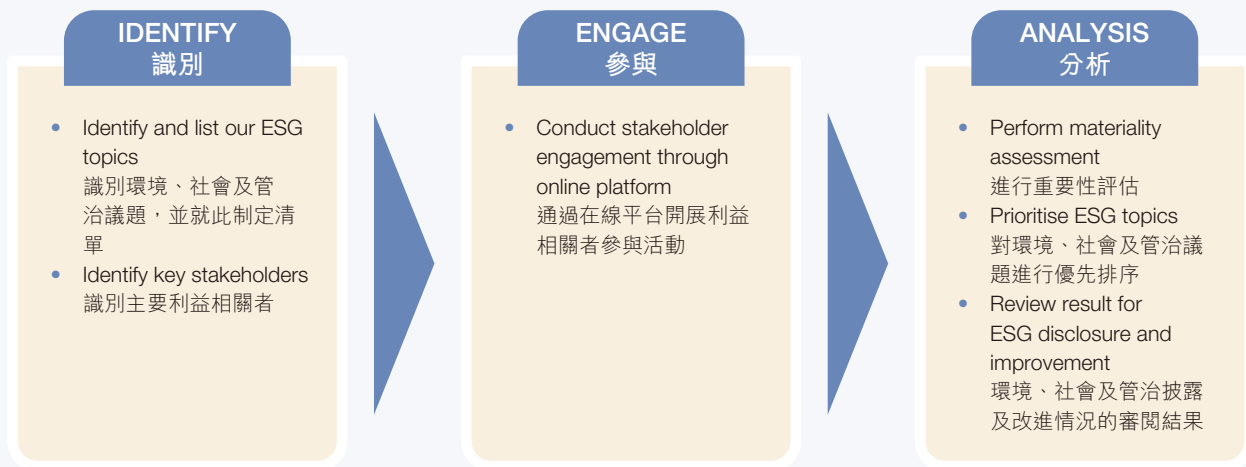 IDENTIFY
識別
• Identify and list our ESG
topics
識別環境、社會及管
治議題，並就此制定清
單
• Identify key stakeholders
識別主要利益相關者
ENGAGE
參與
• Conduct stakeholder
engagement through
online platform
通過在線平台開展利益
相關者參與活動
ANALYSIS
分析
• Perform materiality
assessment
進行重要性評估
• Prioritise ESG topics
對環境、社會及管治議
題進行優先排序
• Review result for
ESG disclosure and
improvement
環境、社會及管治披露
及改進情況的審閱結果